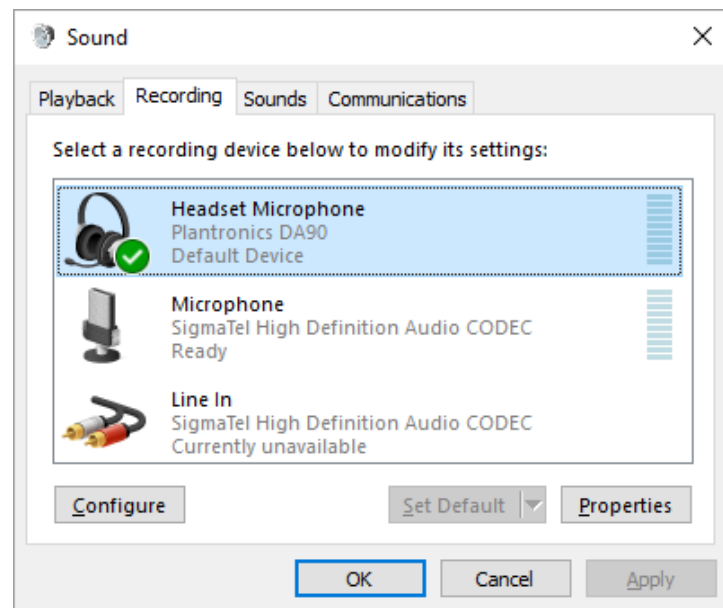 Sound
Playback Recording Sounds Communications
Select a recording device below to modify its settings:
Headset Microphone
Plantronics DA90
Default Device
Microphone
SigmaTel High Definition Audio CODEC
Ready
Line In
SigmaTel High Definition Audio CODEC
Currently unavailable
Configure Set Default Properties
OK Cancel Apply